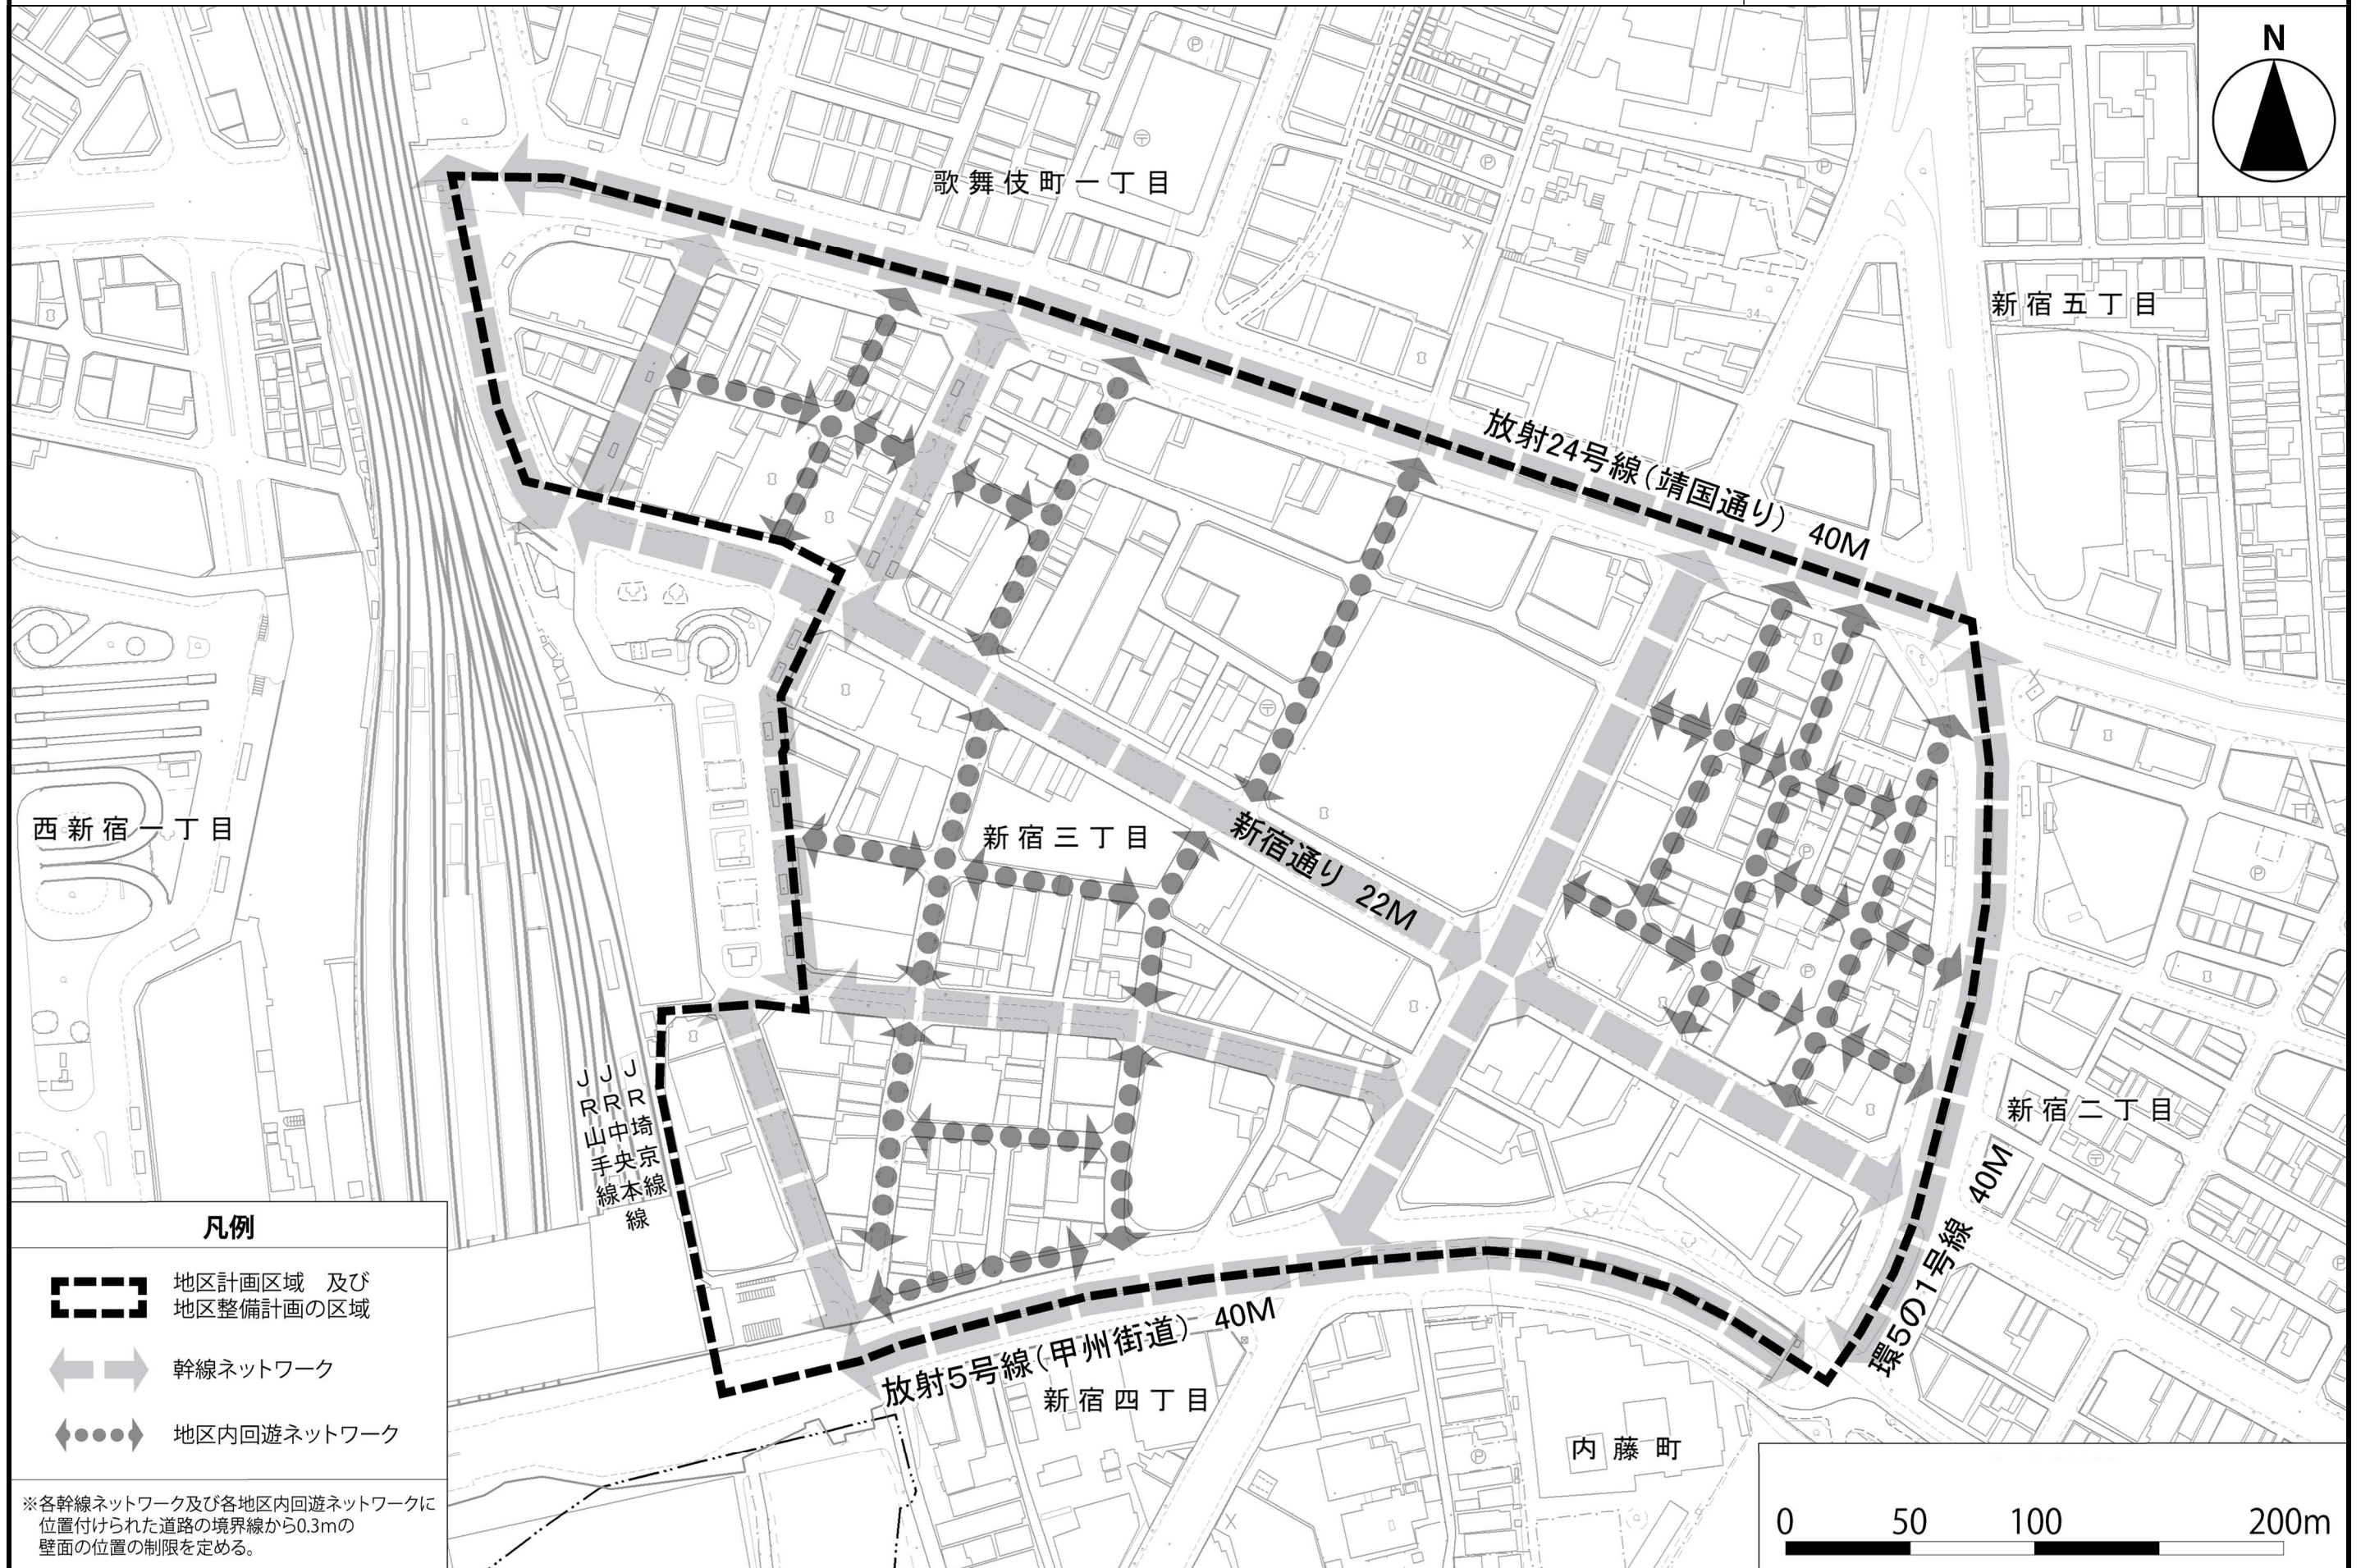 N
歌舞伎町一丁目
新宿五丁目
34
放射24号線（靖国通り） 40M
西新宿一丁目
新宿三丁目
新宿通り 22M
新宿二丁目
JR山手線
JR中央本線
JR埼京線
環5の1号線 40M
放射5号線（甲州街道） 40M
新宿四丁目
内藤町
凡例
地区計画区域　及び
地区整備計画の区域
幹線ネットワーク
地区内回遊ネットワーク
※各幹線ネットワーク及び各地区内回遊ネットワークに
位置付けられた道路の境界線から0.3mの
壁面の位置の制限を定める。
0 50 100 200m